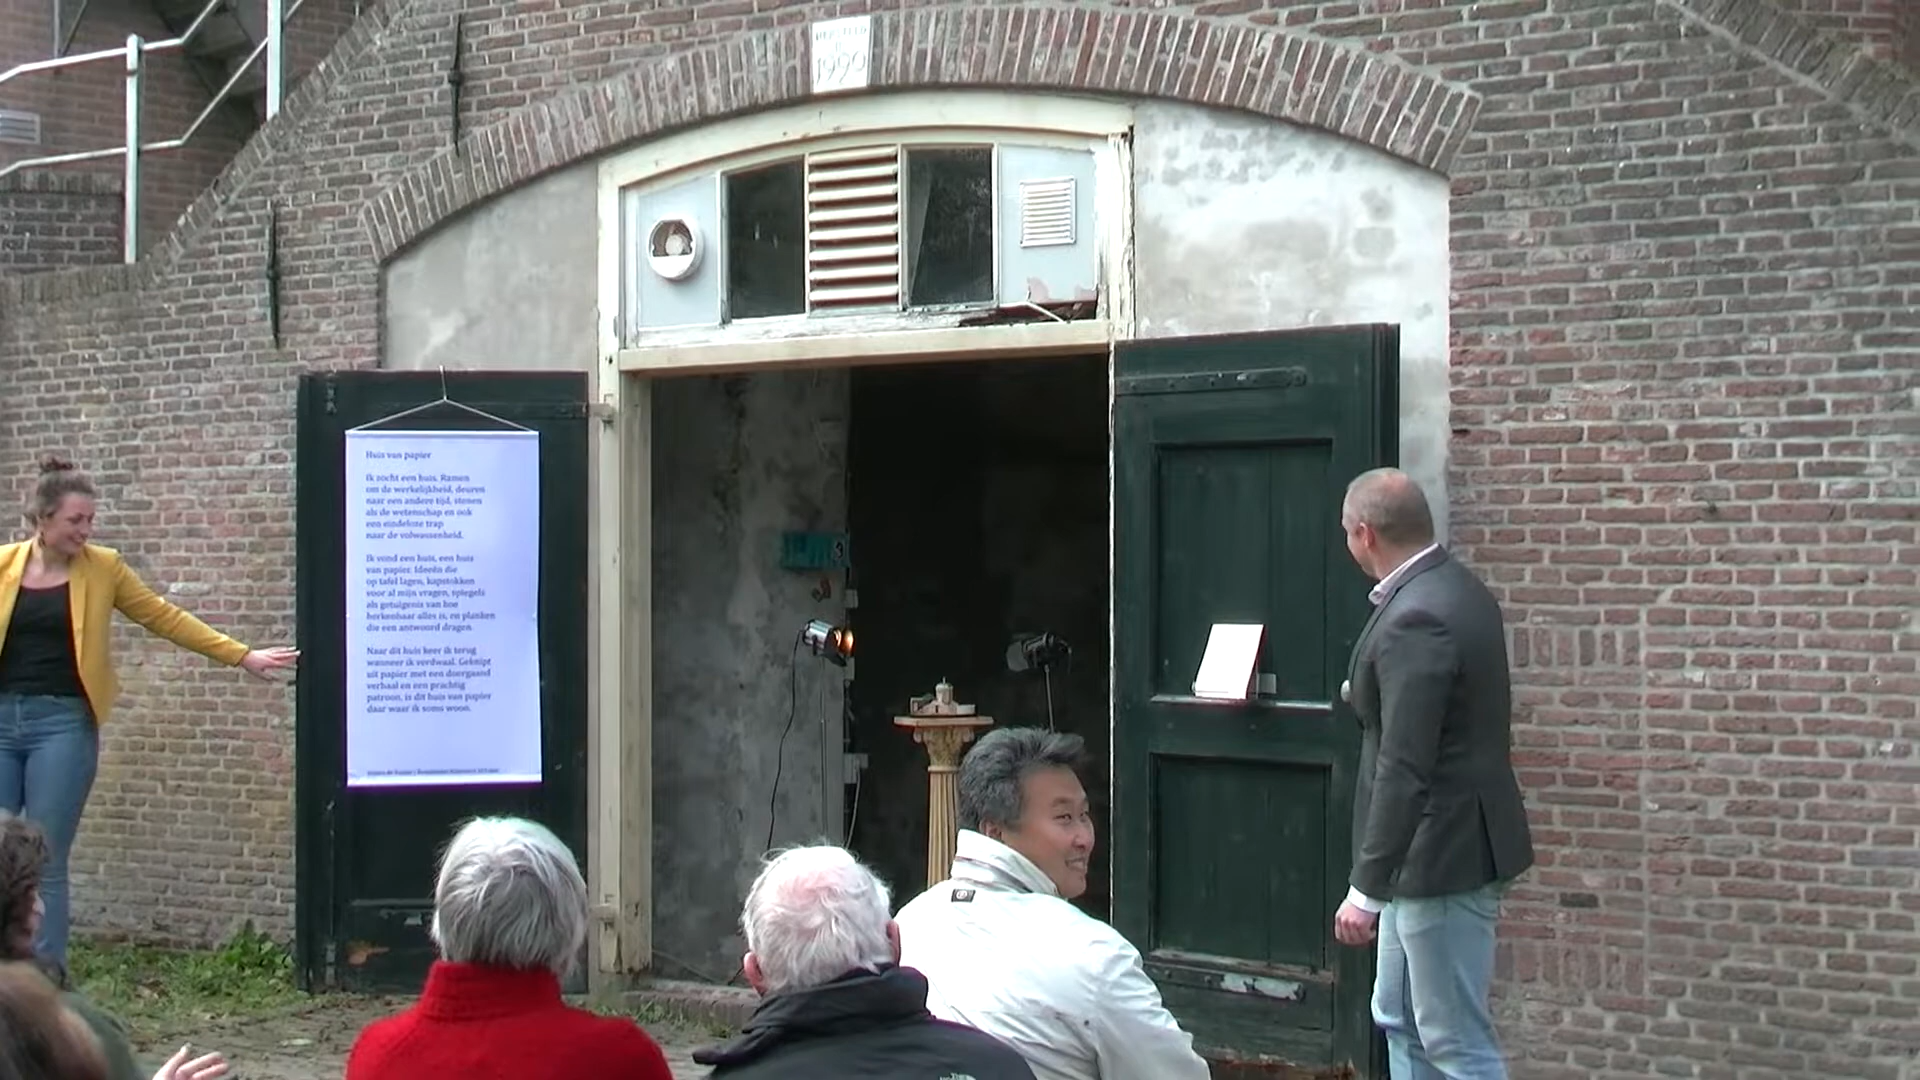 HERSTELD
IN
1990
Huis van papier
Ik zocht een huis. Ramen
om de werkelijkheid, deuren
naar een andere tijd, stenen
als de wetenschap en ook
een eindeloze trap
naar de volwassenheid.
Ik vond een huis, een huis
van papier. Ideeën die
op tafel lagen, kapstokken
voor al mijn vragen, spiegels
als getuigenis van hoe
herkenbaar alles is, en planken
die een antwoord dragen.
Naar dit huis keer ik terug
wanneer ik verdwaal. Geknipt
uit papier met een doorgaand
verhaal en een prachtig
patroon, is dit huis van papier
daar waar ik soms woon.
3